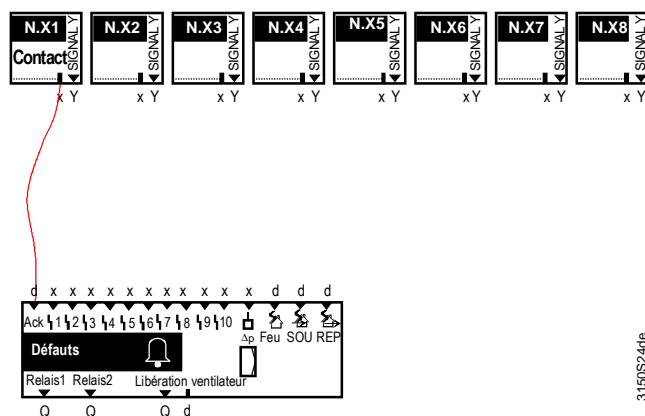 N.X1 N.X2 N.X3 N.X4 N.X5 N.X6 N.X7 N.X8
Contact
SIGNAL Y SIGNAL Y SIGNAL Y SIGNAL Y SIGNAL Y SIGNAL Y SIGNAL Y SIGNAL Y
x Y x Y x Y x Y x Y x Y x Y x Y
d x x x x x x x x x x x d d d
Ack 1 2 3 4 5 6 7 8 9 10 Δp Feu SOU REP
Défauts
Relais1 Relais2 Libération ventilateur
Q Q Q d
3150S24de